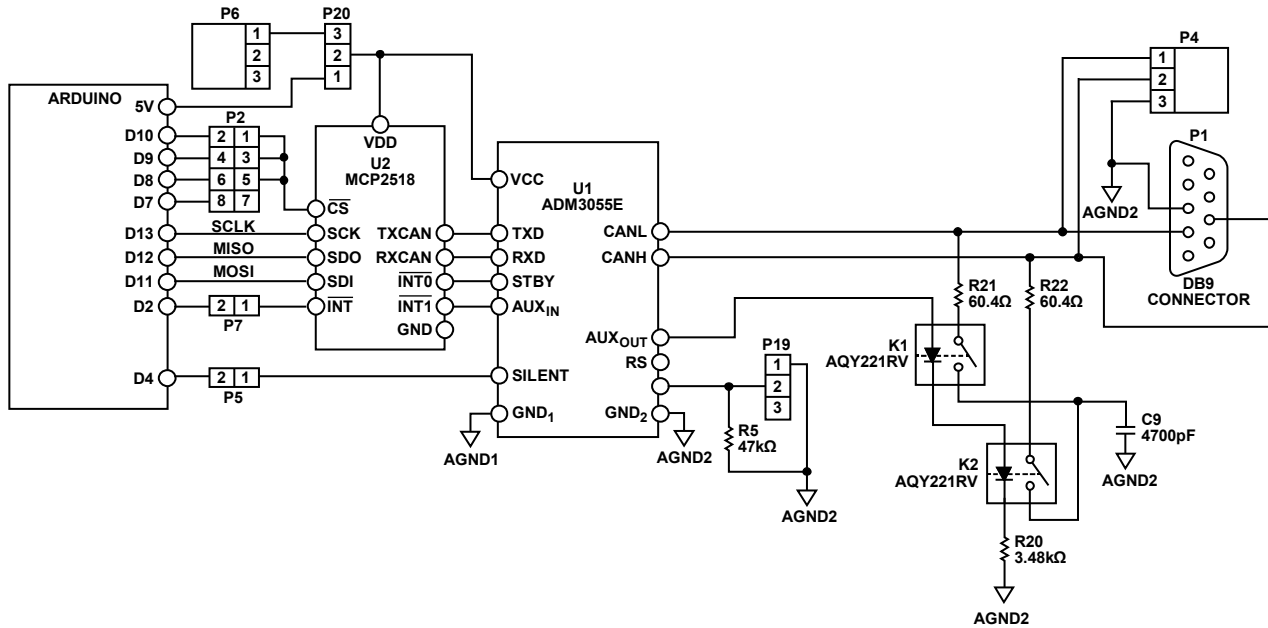 P6
1
2
3
P20
3
2
1
ARDUINO
5V
D10
D9
D8
D7
D13
D12
D11
D2
D4
P2
2 1
4 3
6 5
8 7
SCLK
MISO
MOSI
2 1
P7
2 1
P5
VDD
U2
MCP2518
CS
SCK
SDO
SDI
INT
TXCAN
RXCAN
INT0
INT1
GND
U1
ADM3055E
VCC
TXD
RXD
STBY
AUXIN
SILENT
GND1
AGND1
CANL
CANH
AUXOUT
RS
GND2
AGND2
R5
47kΩ
P19
1
2
3
AGND2
K1
AQY221RV
R21
60.4Ω
R22
60.4Ω
K2
AQY221RV
R20
3.48kΩ
AGND2
C9
4700pF
AGND2
P4
1
2
3
AGND2
P1
DB9
CONNECTOR